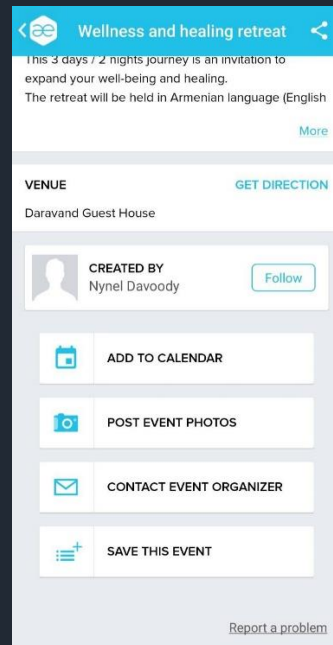 æ Wellness and healing retreat
This 3 days / 2 nights journey is an invitation to
expand your well-being and healing.
The retreat will be held in Armenian language (English
More
VENUE GET DIRECTION
Daravand Guest House
CREATED BY
Nynel Davoody
Follow
ADD TO CALENDAR
POST EVENT PHOTOS
CONTACT EVENT ORGANIZER
SAVE THIS EVENT
Report a problem